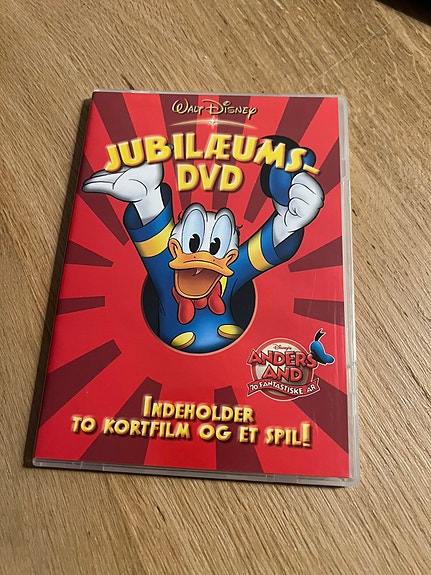 WALT DISNEY
JUBILÆUMS-
DVD
DISNEY'S
ANDERS
AND
70 FANTASTISKE ÅR
INDEHOLDER
TO KORTFILM OG ET SPIL!